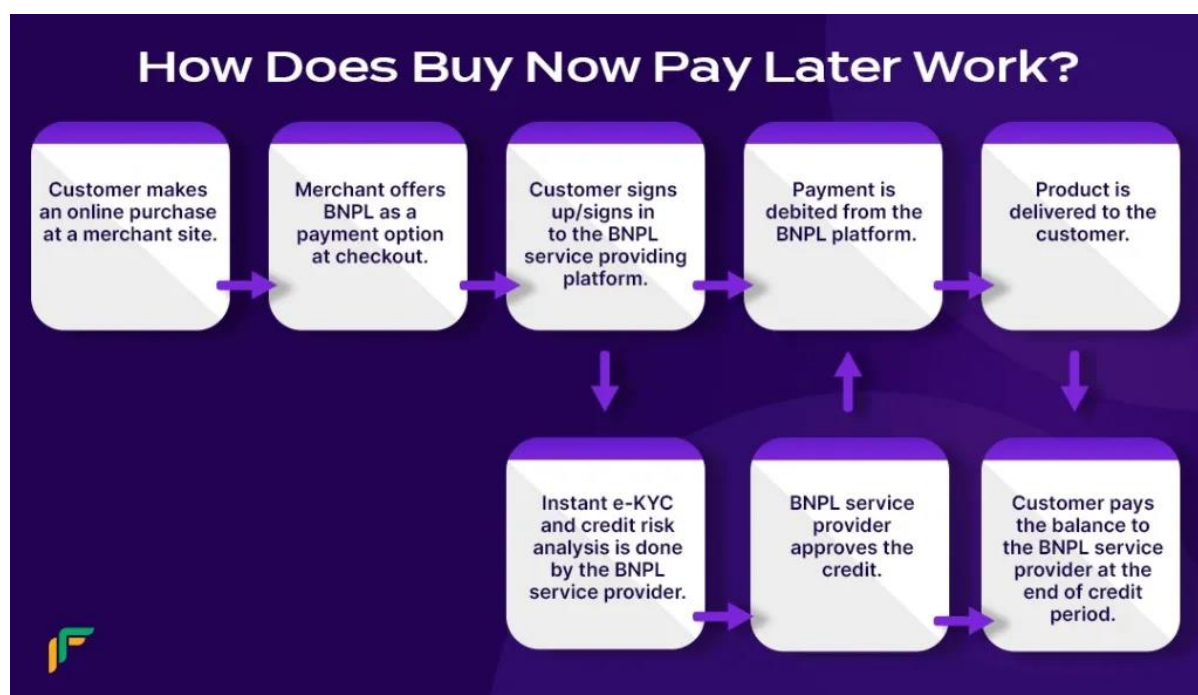 How Does Buy Now Pay Later Work?
Customer makes
an online purchase
at a merchant site.
Merchant offers
BNPL as a
payment option
at checkout.
Customer signs
up/signs in
to the BNPL
service providing
platform.
Payment is
debited from the
BNPL platform.
Product is
delivered to the
customer.
Instant e-KYC
and credit risk
analysis is done
by the BNPL
service provider.
BNPL service
provider
approves the
credit.
Customer pays
the balance to
the BNPL service
provider at the
end of credit
period.